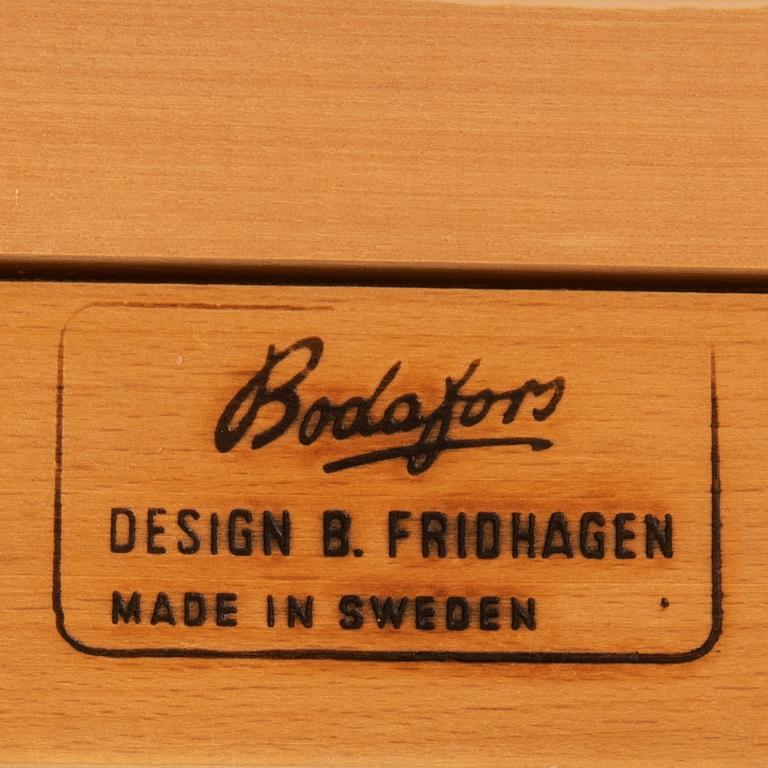 Bodafors
DESIGN B. FRIDHAGEN
MADE IN SWEDEN